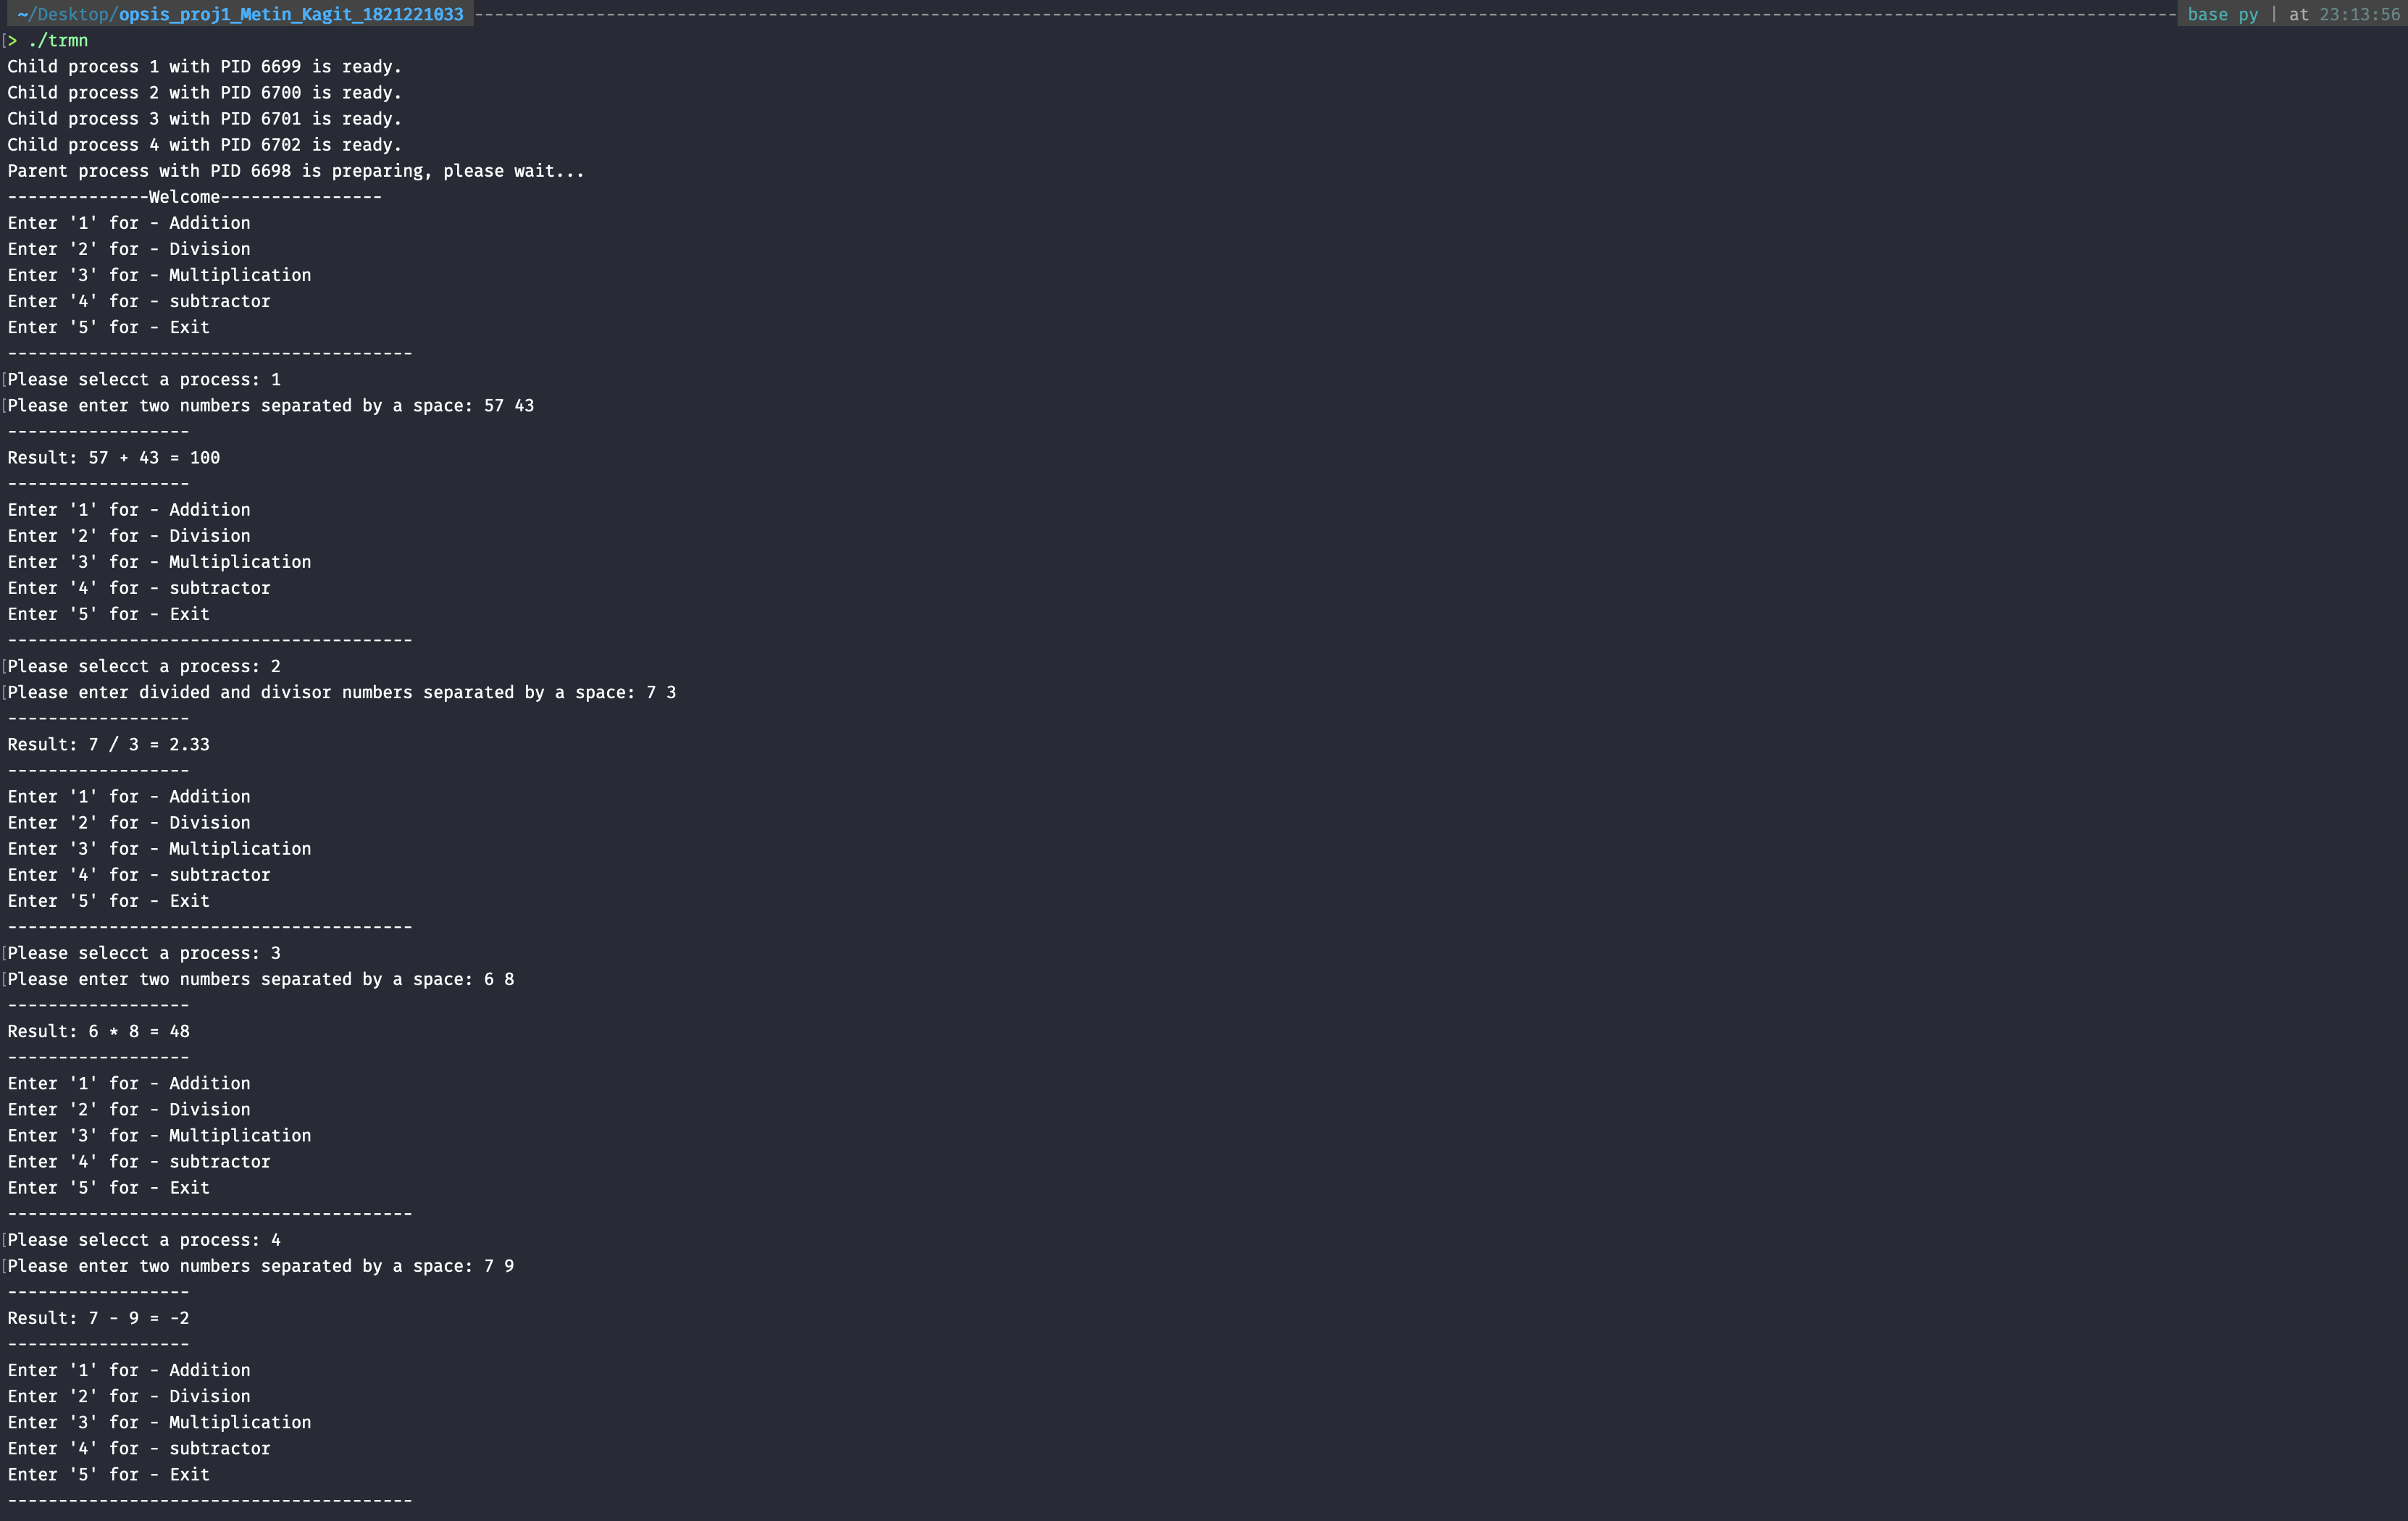 ~/Desktop/opsis_proj1_Metin_Kagit_1821221033 base py | at 23:13:56
> ./trmn
Child process 1 with PID 6699 is ready.
Child process 2 with PID 6700 is ready.
Child process 3 with PID 6701 is ready.
Child process 4 with PID 6702 is ready.
Parent process with PID 6698 is preparing, please wait...
--------------Welcome----------------
Enter '1' for - Addition
Enter '2' for - Division
Enter '3' for - Multiplication
Enter '4' for - subtractor
Enter '5' for - Exit
----------------------------------------
Please selecct a process: 1
Please enter two numbers separated by a space: 57 43
------------------
Result: 57 + 43 = 100
------------------
Enter '1' for - Addition
Enter '2' for - Division
Enter '3' for - Multiplication
Enter '4' for - subtractor
Enter '5' for - Exit
----------------------------------------
Please selecct a process: 2
Please enter divided and divisor numbers separated by a space: 7 3
------------------
Result: 7 / 3 = 2.33
------------------
Enter '1' for - Addition
Enter '2' for - Division
Enter '3' for - Multiplication
Enter '4' for - subtractor
Enter '5' for - Exit
----------------------------------------
Please selecct a process: 3
Please enter two numbers separated by a space: 6 8
------------------
Result: 6 * 8 = 48
------------------
Enter '1' for - Addition
Enter '2' for - Division
Enter '3' for - Multiplication
Enter '4' for - subtractor
Enter '5' for - Exit
----------------------------------------
Please selecct a process: 4
Please enter two numbers separated by a space: 7 9
------------------
Result: 7 - 9 = -2
------------------
Enter '1' for - Addition
Enter '2' for - Division
Enter '3' for - Multiplication
Enter '4' for - subtractor
Enter '5' for - Exit
----------------------------------------